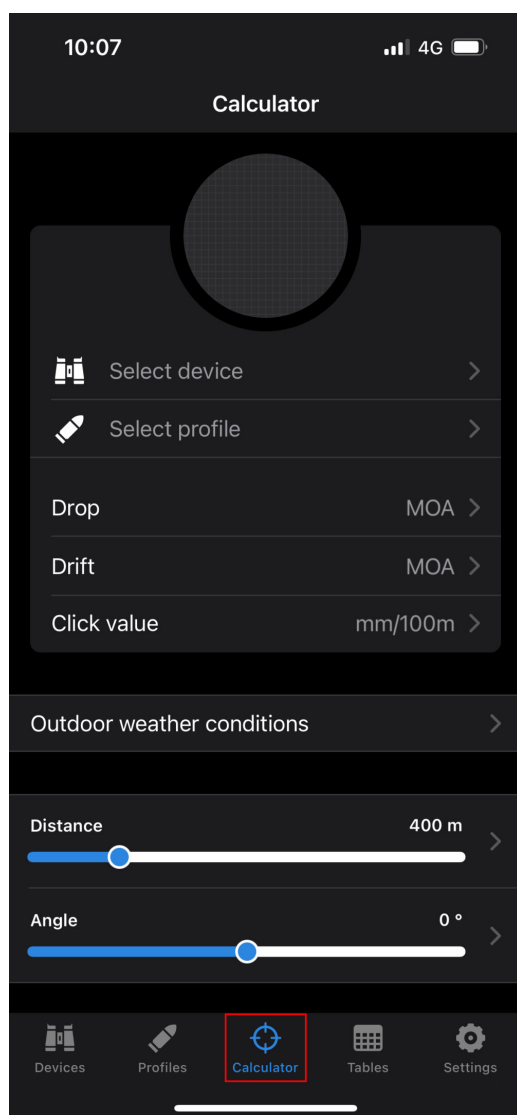 10:07 4G
Calculator
Select device
Select profile
Drop MOA
Drift MOA
Click value mm/100m
Outdoor weather conditions
Distance 400 m
Angle 0 °
Devices Profiles Calculator Tables Settings